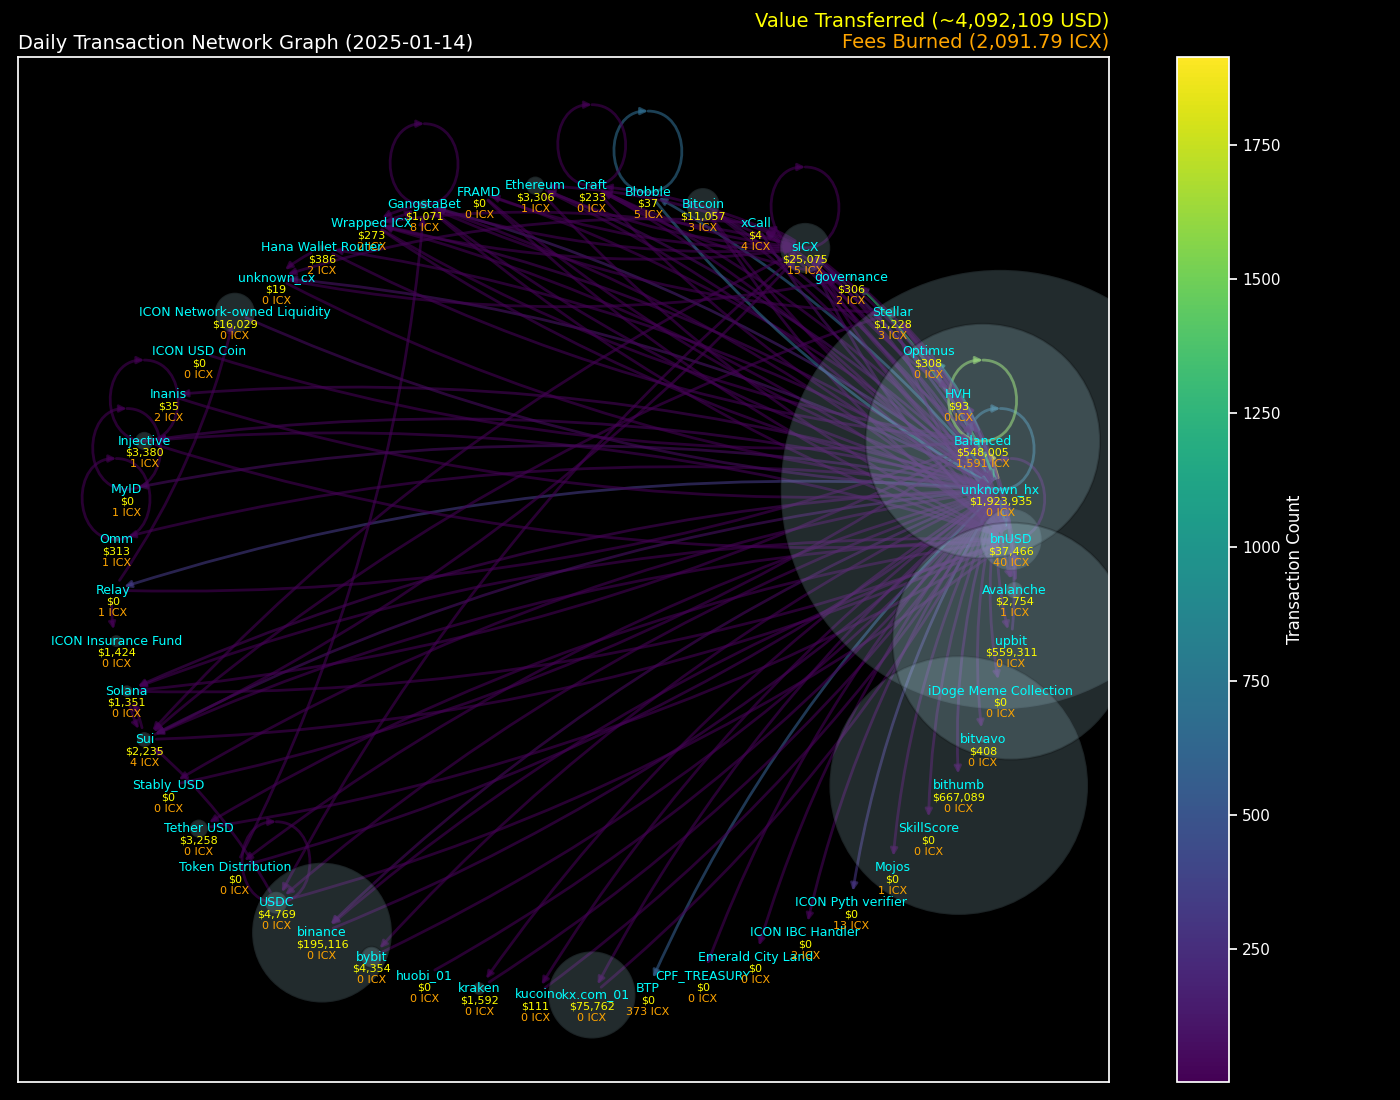 Value Transferred (~4,092,109 USD)
Daily Transaction Network Graph (2025-01-14)
Fees Burned (2,091.79 ICX)
Ethereum
$3,306
1 ICX
Craft
$233
0 ICX
Blobble
$37
5 ICX
FRAMD
$0
0 ICX
GangstaBet
$1,071
8 ICX
Bitcoin
$11,057
3 ICX
Wrapped ICX
$273
2 ICX
xCall
$4
4 ICX
Hana Wallet Router
$386
2 ICX
sICX
$25,075
15 ICX
unknown_cx
$19
0 ICX
governance
$306
2 ICX
ICON Network-owned Liquidity
$16,029
0 ICX
Stellar
$1,228
3 ICX
ICON USD Coin
$0
0 ICX
Optimus
$308
0 ICX
Inanis
$35
2 ICX
HVH
$93
0 ICX
Injective
$3,380
1 ICX
Balanced
$548,005
1,591 ICX
MyID
$0
1 ICX
unknown_hx
$1,923,935
0 ICX
Omm
$313
1 ICX
bnUSD
$37,466
40 ICX
Relay
$0
1 ICX
Avalanche
$2,754
1 ICX
ICON Insurance Fund
$1,424
0 ICX
upbit
$559,311
0 ICX
Solana
$1,351
0 ICX
iDoge Meme Collection
$0
0 ICX
Sui
$2,235
4 ICX
bitvavo
$408
0 ICX
Stably_USD
$0
0 ICX
bithumb
$667,089
0 ICX
Tether USD
$3,258
0 ICX
SkillScore
$0
0 ICX
Token Distribution
$0
0 ICX
Mojos
$0
1 ICX
USDC
$4,769
0 ICX
ICON Pyth verifier
$0
13 ICX
binance
$195,116
0 ICX
ICON IBC Handler
$0
2 ICX
bybit
$4,354
0 ICX
Emerald City Land
$0
0 ICX
huobi_01
$0
0 ICX
CPF_TREASURY
$0
0 ICX
kraken
$1,592
0 ICX
kucoin
$111
0 ICX
okx.com_01
$75,762
0 ICX
BTP
$0
373 ICX
1750
1500
1250
1000
750
500
250
Transaction Count